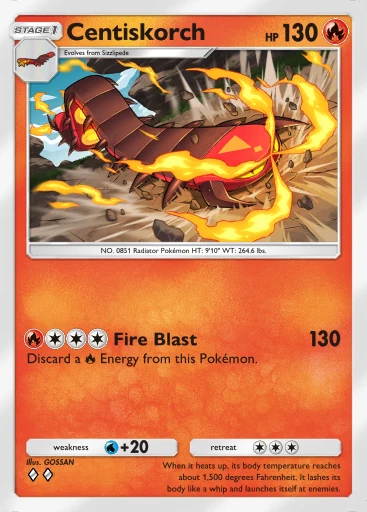 STAGE 1 Centiskorch HP 130
Evolves from Sizzlipede
NO. 0851 Radiator Pokémon HT: 9'10" WT: 264.6 lbs.
Fire Blast 130
Discard a Energy from this Pokémon.
weakness +20 retreat
Illus. GOSSAN
When it heats up, its body temperature reaches
about 1,500 degrees Fahrenheit. It lashes its
body like a whip and launches itself at enemies.